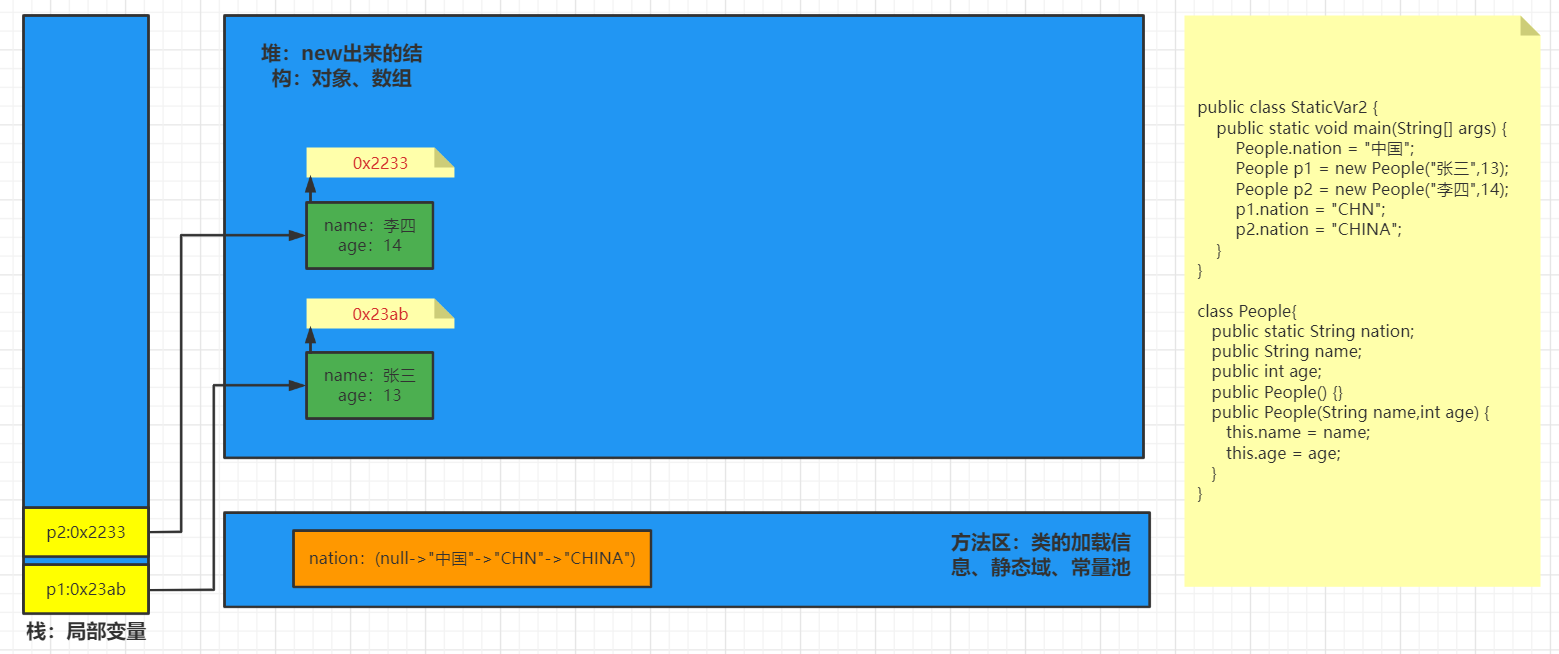 堆：new出来的结
构：对象、数组
0x2233
name：李四
age：14
0x23ab
name：张三
age：13
p2:0x2233
p1:0x23ab
栈：局部变量
nation：(null->"中国"->"CHN"->"CHINA")
方法区：类的加载信
息、静态域、常量池
public class StaticVar2 {
public static void main(String[] args) {
People.nation = "中国";
People p1 = new People("张三",13);
People p2 = new People("李四",14);
p1.nation = "CHN";
p2.nation = "CHINA";
}
}
class People{
public static String nation;
public String name;
public int age;
public People() {}
public People(String name,int age) {
this.name = name;
this.age = age;
}
}